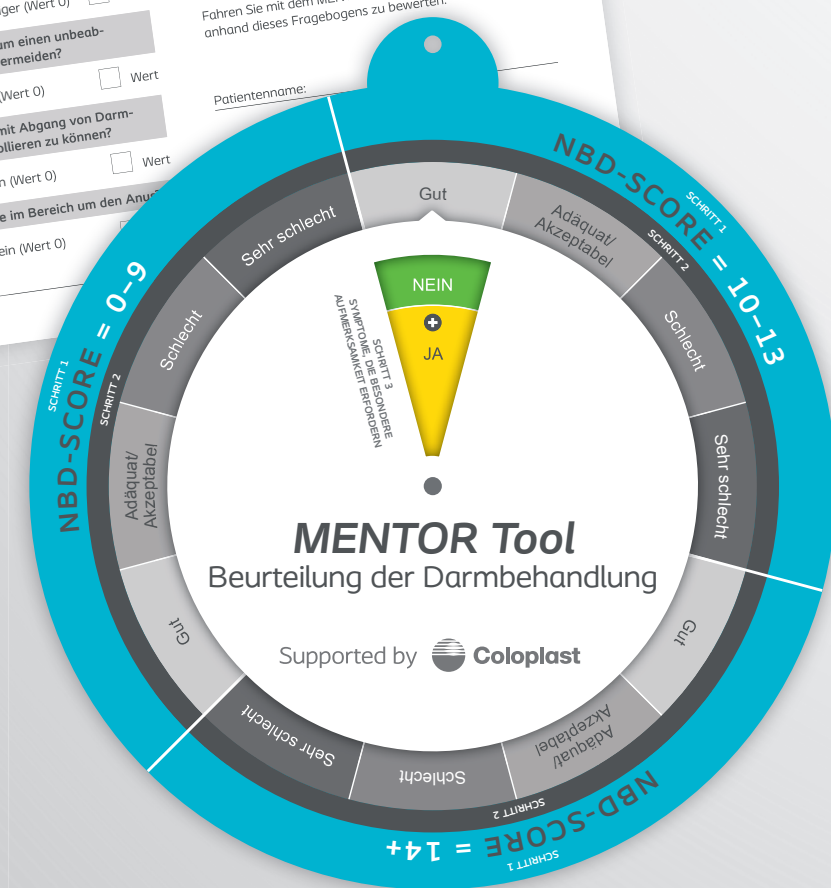 ger (Wert 0)
um einen unbeab-
ermeiden?
(Wert 0)
Wert
mit Abgang von Darm-
ollieren zu können?
n (Wert 0)
Wert
e im Bereich um den Anus
ein (Wert 0)
Fahren Sie mit dem
anhand dieses Fragebogens zu bewerten.
Patientenname:
SCHRITT 1
NBD-SCORE = 10–13
SCHRITT 2
Gut
Adäquat/
Akzeptabel
Schlecht
Sehr schlecht
SCHRITT 1
NBD-SCORE = 14+
SCHRITT 2
Gut
Adäquat/
Akzeptabel
Schlecht
Sehr schlecht
SCHRITT 1
NBD-SCORE = 0–9
SCHRITT 2
Gut
Adäquat/
Akzeptabel
Schlecht
Sehr schlecht
NEIN
JA
SCHRITT 3
SYMPTOME, DIE BESONDERE
AUFMERKSAMKEIT ERFORDERN
MENTOR Tool
Beurteilung der Darmbehandlung
Supported by Coloplast